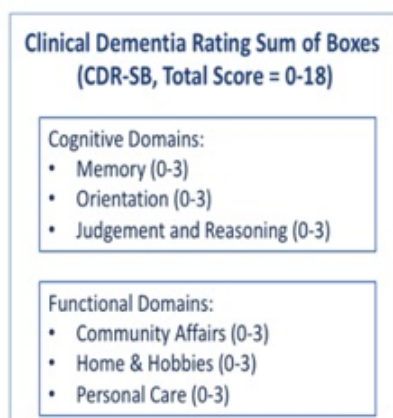 Clinical Dementia Rating Sum of Boxes
(CDR-SB, Total Score = 0-18)
Cognitive Domains:
• Memory (0-3)
• Orientation (0-3)
• Judgement and Reasoning (0-3)
Functional Domains:
• Community Affairs (0-3)
• Home & Hobbies (0-3)
• Personal Care (0-3)